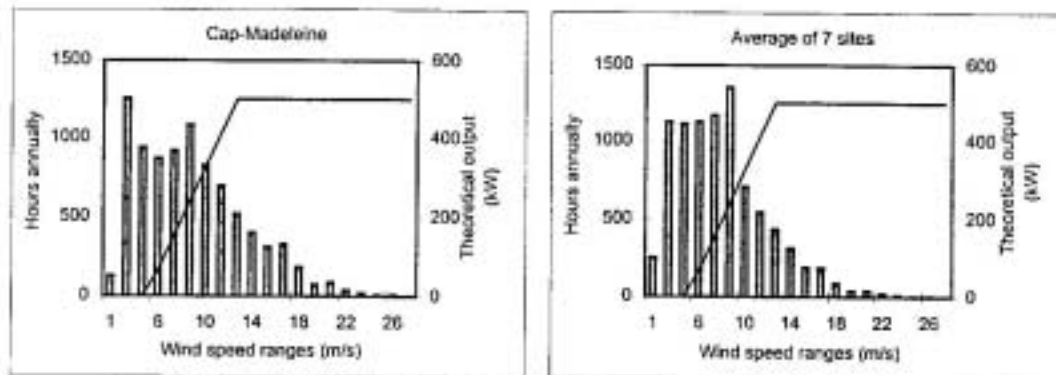 Cap-Madeleine
1500
1000
500
0
600
400
200
0
Hours annually
Theoretical output
(kW)
1 6 10 14 18 22 26
Wind speed ranges (m/s)
Average of 7 sites
1500
1000
500
0
600
400
200
0
Hours annually
Theoretical output
(kW)
1 6 10 14 18 22 26
Wind speed ranges (m/s)